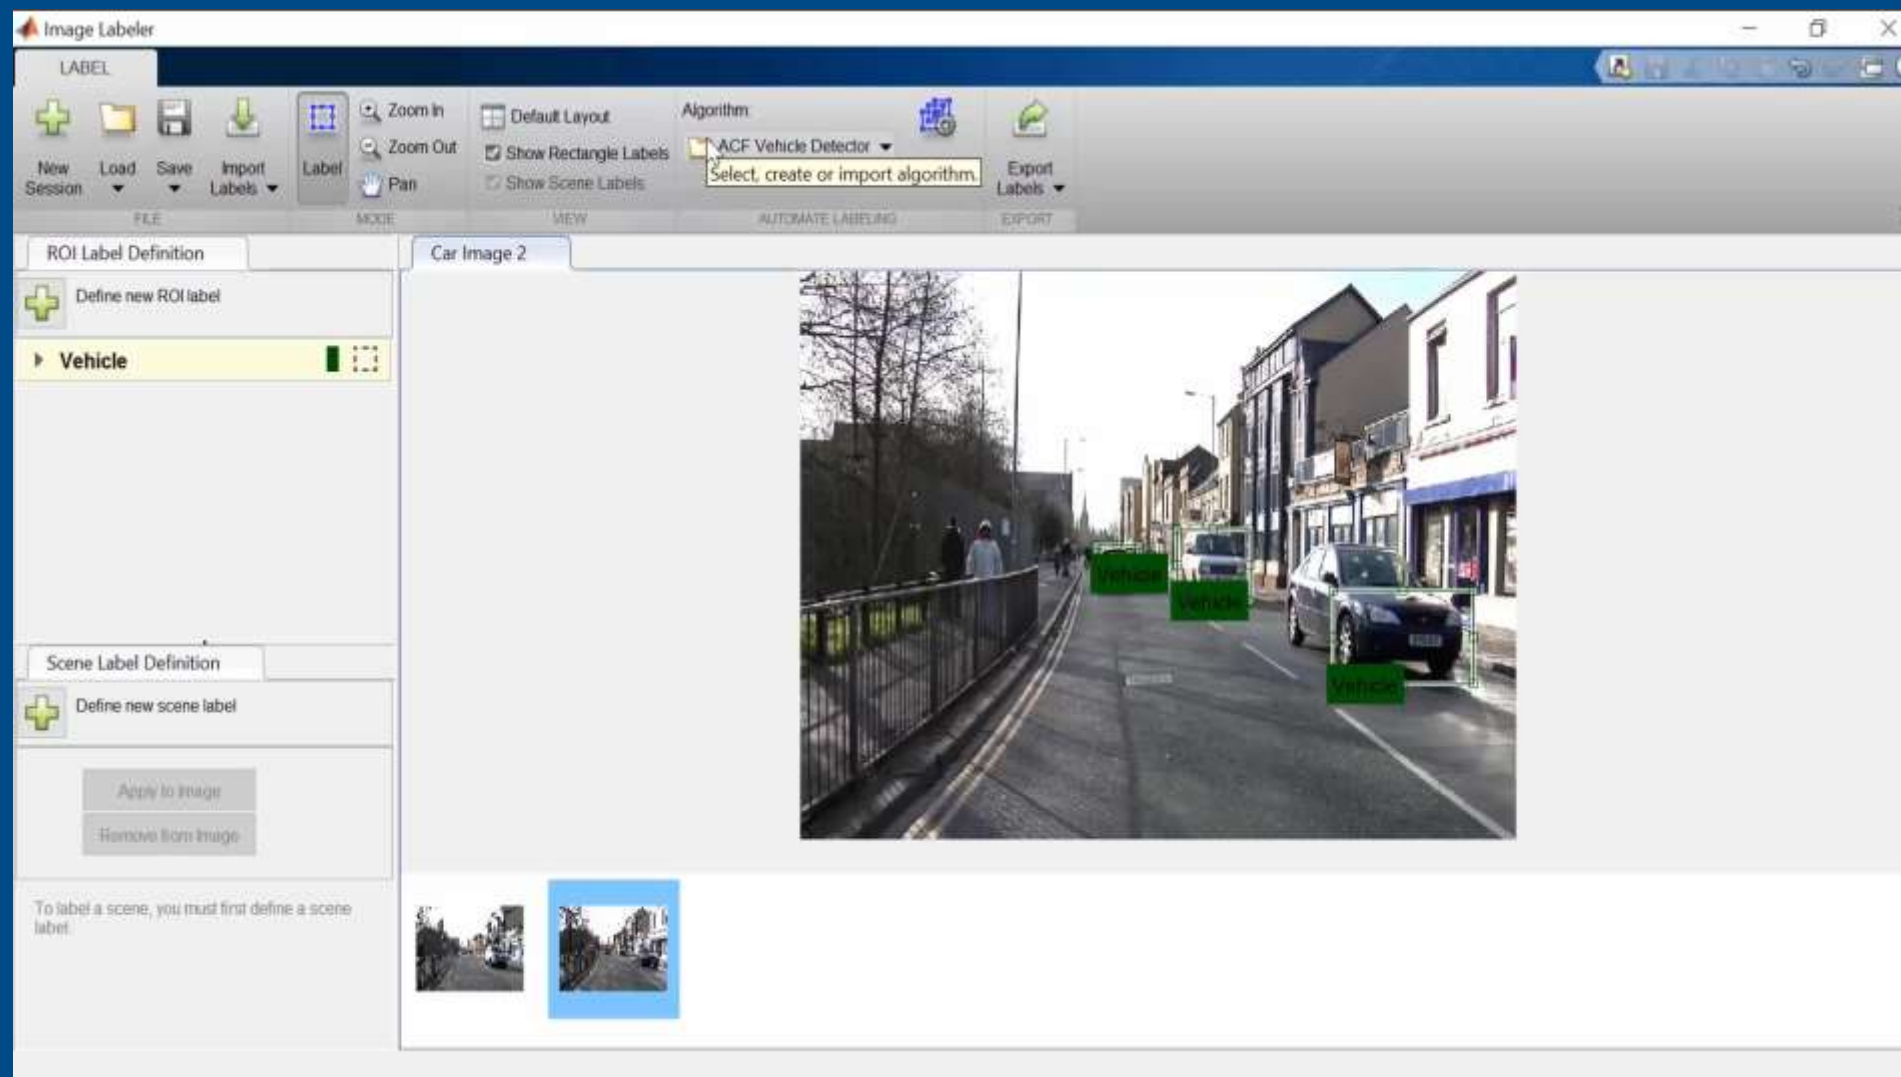 Image Labeler
LABEL
New Session
Load
Save
Import Labels
Label
Zoom In
Zoom Out
Pan
Default Layout
Show Rectangle Labels
Show Scene Labels
Algorithm:
ACF Vehicle Detector
Select, create or import algorithm.
Export Labels
FILE
MODE
VIEW
AUTOMATE LABELING
EXPORT
ROI Label Definition
Define new ROI label
Vehicle
Car Image 2
Vehicle
Vehicle
Vehicle
Scene Label Definition
Define new scene label
Apply to Image
Remove from Image
To label a scene, you must first define a scene
label.